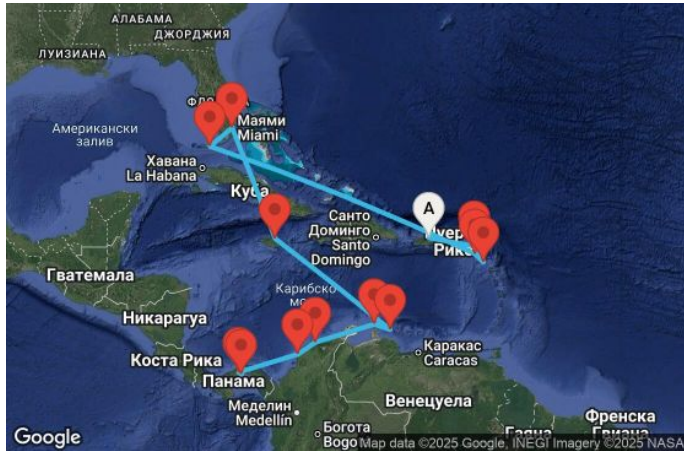 АЛАБАМА
ДЖОРДЖИЯ
ЛУИЗИАНА
Маями
Miami
Американски
залив
Хавана
La Habana
Куба
A
Санто
Доминго
Santo
Domingo
Рико
Гватемала
Карибско
Никарагуа
Коста Рика
Каракас
Caracas
Панама
Венецуела
Меделин
Medellín
Френска
Богота
Google
Map data ©2025 Google, INEGI Imagery ©2025 NASA